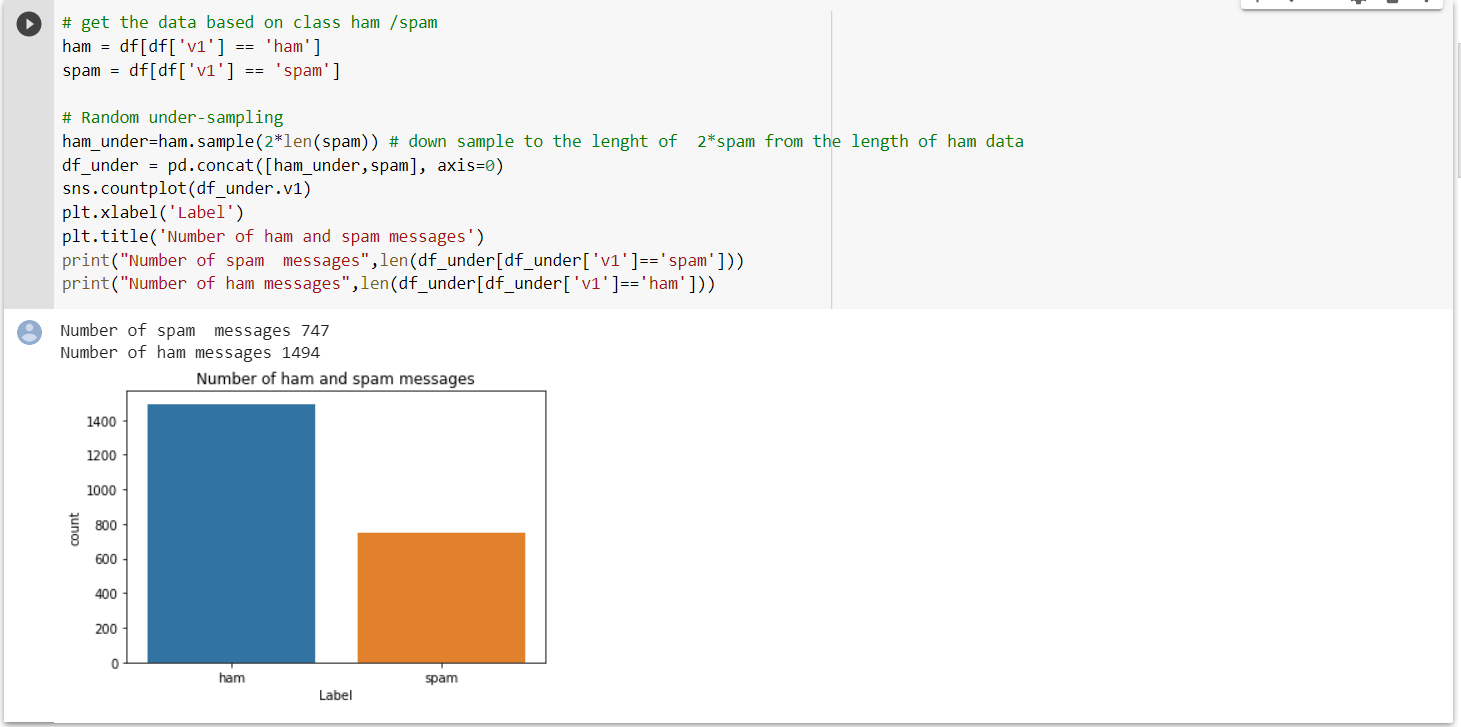 # get the data based on class ham /spam
ham = df[df['v1'] == 'ham']
spam = df[df['v1'] == 'spam']
# Random under-sampling
ham_under=ham.sample(2*len(spam)) # down sample to the lenght of  2*spam from the length of ham data
df_under = pd.concat([ham_under,spam], axis=0)
sns.countplot(df_under.v1)
plt.xlabel('Label')
plt.title('Number of ham and spam messages')
print("Number of spam  messages",len(df_under[df_under['v1']=='spam']))
print("Number of ham messages",len(df_under[df_under['v1']=='ham']))
Number of spam  messages 747
Number of ham messages 1494
Number of ham and spam messages
1400
1200
1000
800
600
400
200
0
count
ham
spam
Label